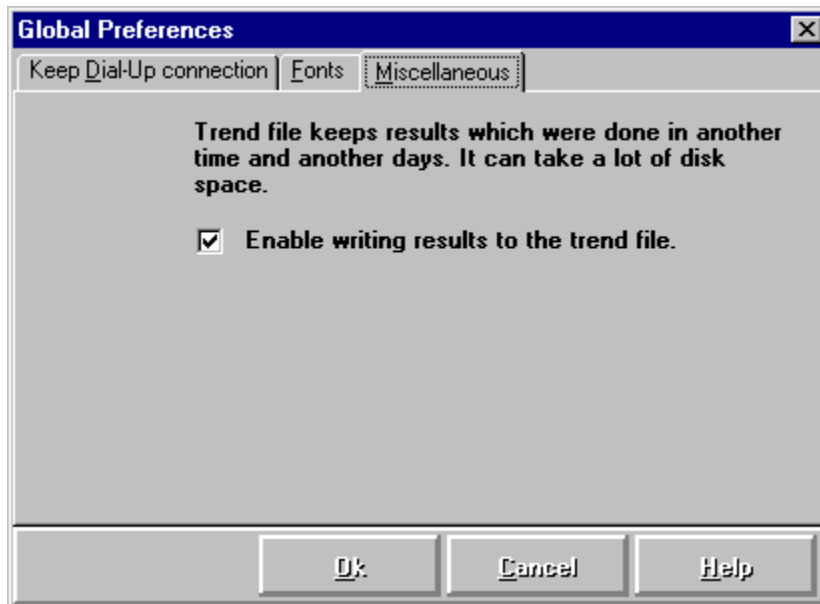 Global Preferences
Keep Dial-Up connection Fonts Miscellaneous
Trend file keeps results which were done in another
time and another days. It can take a lot of disk
space.
Enable writing results to the trend file.
Ok Cancel Help